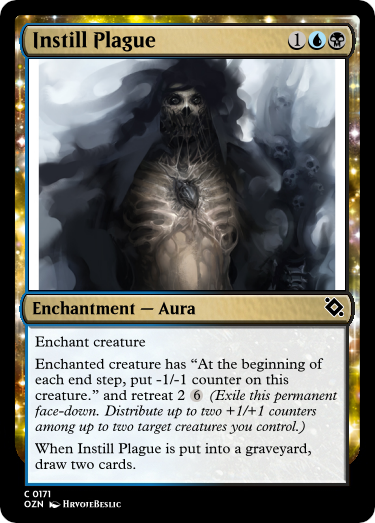 Instill Plague 1
Enchantment — Aura
Enchant creature
Enchanted creature has “At the beginning of
each end step, put -1/-1 counter on this
creature.” and retreat 2 6 (Exile this permanent
face-down. Distribute up to two +1/+1 counters
among up to two target creatures you control.)
When Instill Plague is put into a graveyard,
draw two cards.
C 0171
OZN HrvojeBeslic